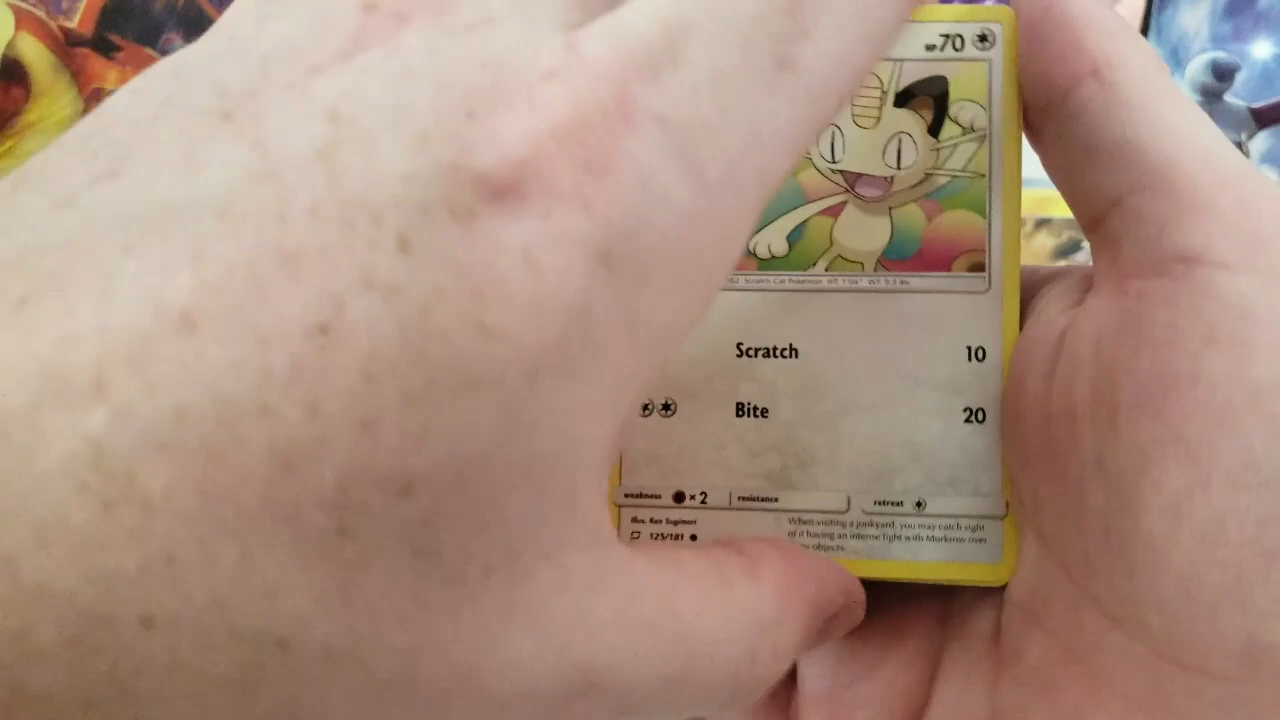 HP70
Scratch Cat Pokémon HT: 1'04" WT: 9.3 lbs.
Scratch 10
Bite 20
weakness ×2 resistance retreat
Illus. Ken Sugimori
125/181
When visiting a junkyard, you may catch sight
of it having an intense fight with Murkrow over
objects.